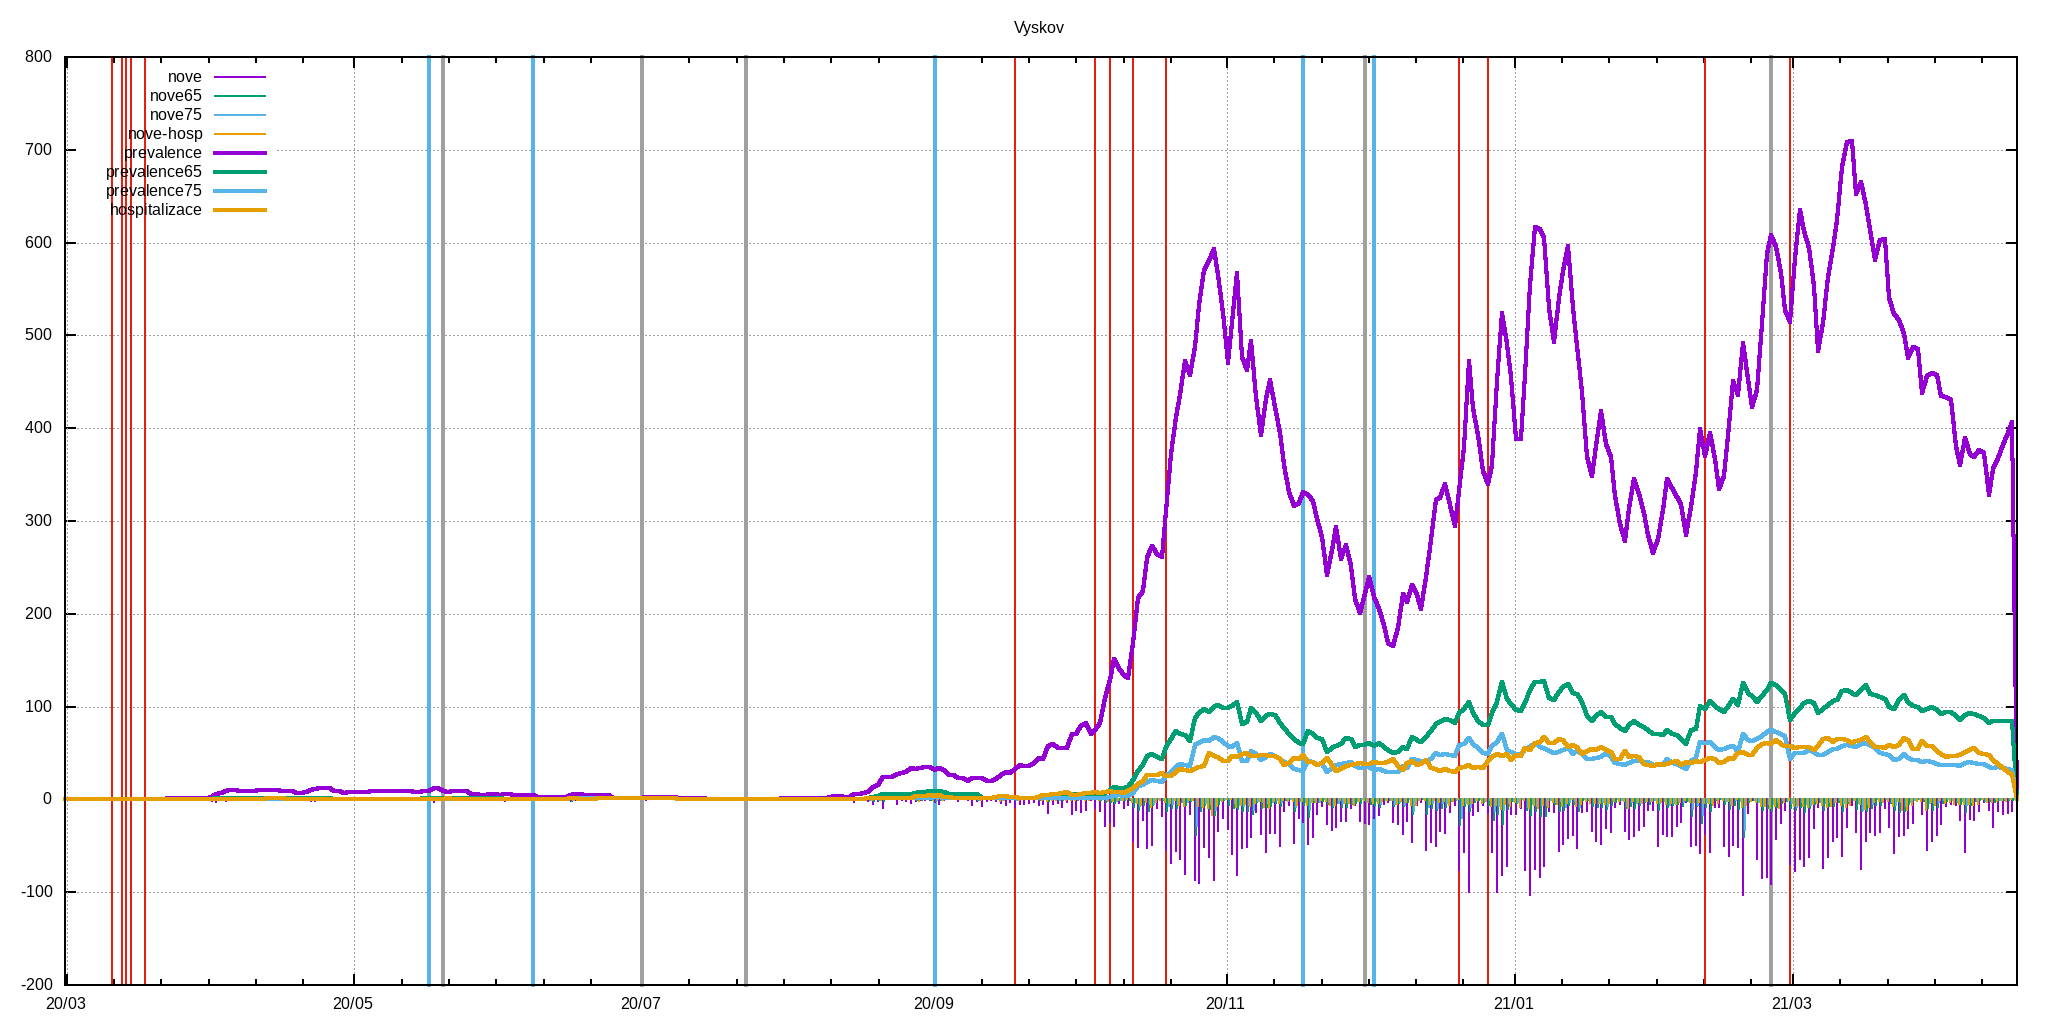 Vyskov
800
700
600
500
400
300
200
100
0
-100
-200
nove
nove65
nove75
nove-hosp
prevalence
prevalence65
prevalence75
hospitalizace
20/03
20/05
20/07
20/09
20/11
21/01
21/03